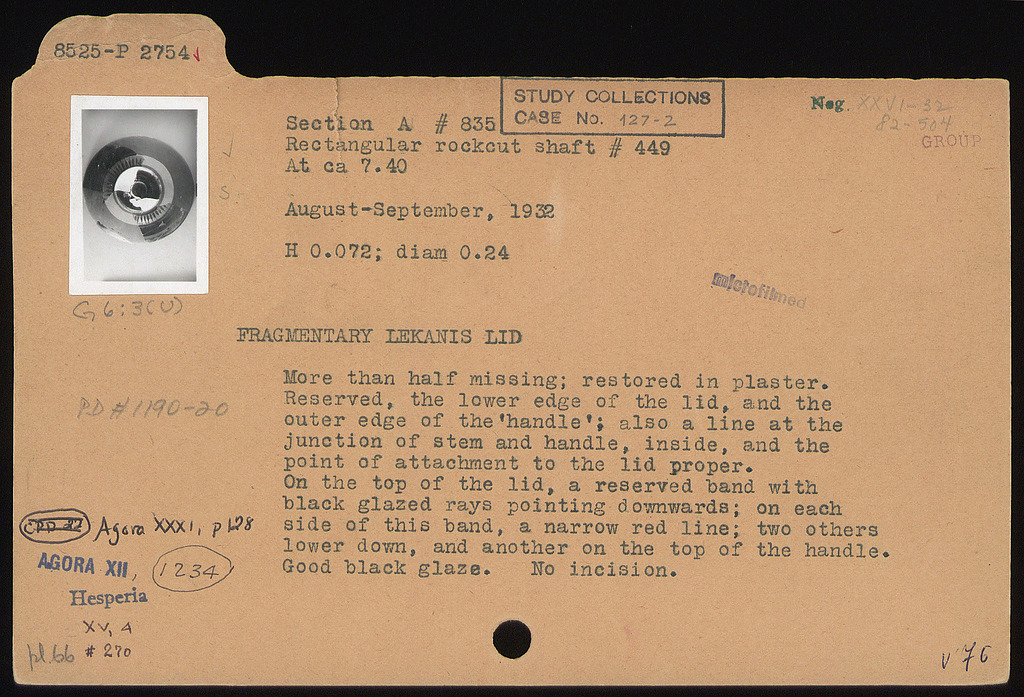 8525-P 2754
STUDY COLLECTIONS
CASE No. 127-2
Neg. XXVI-32
82-504
GROUP
Section A # 835
Rectangular rockcut shaft # 449
At ca 7.40
August-September, 1932
H 0.072; diam 0.24
microfilmed
G 6:3(U)
FRAGMENTARY LEKANIS LID
More than half missing; restored in plaster.
Reserved, the lower edge of the lid, and the
outer edge of the 'handle'; also a line at the
junction of stem and handle, inside, and the
point of attachment to the lid proper.
On the top of the lid, a reserved band with
black glazed rays pointing downwards; on each
side of this band, a narrow red line; two others
lower down, and another on the top of the handle.
Good black glaze. No incision.
PD #1190-20
Agora XXXI, p 128
AGORA XII, 1234
Hesperia
XV, 4
pl.66 # 270
V'76